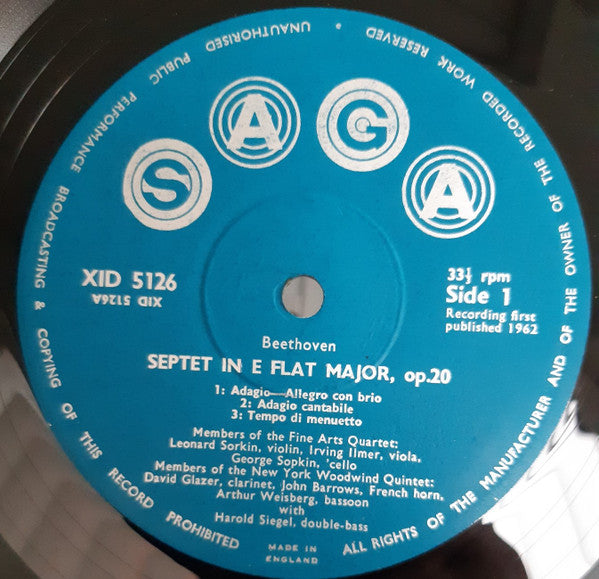 UNAUTHORISED PUBLIC PERFORMANCE BROADCASTING & COPYING OF THIS RECORD PROHIBITED
ALL RIGHTS OF THE MANUFACTURER AND OF THE OWNER OF THE RECORDED WORK RESERVED
SAGA
XID 5126
XID 5126A
33⅓ rpm
Side 1
Recording first
published 1962
Beethoven
SEPTET IN E FLAT MAJOR, op.20
1: Adagio—Allegro con brio
2: Adagio cantabile
3: Tempo di menuetto
Members of the Fine Arts Quartet:
Leonard Sorkin, violin, Irving Ilmer, viola,
George Sopkin, 'cello
Members of the New York Woodwind Quintet:
David Glazer, clarinet, John Barrows, French horn,
Arthur Weisberg, bassoon
with
Harold Siegel, double-bass
MADE IN
ENGLAND